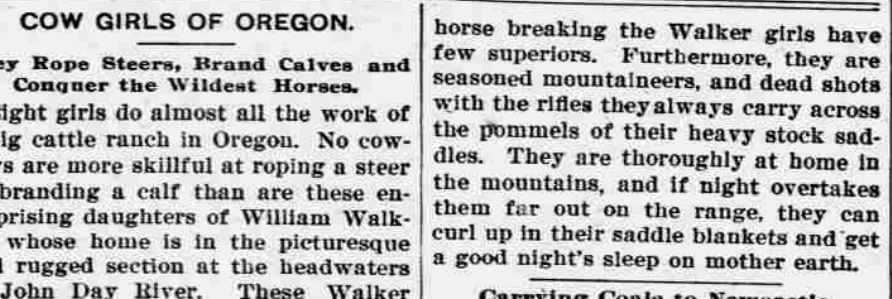 COW GIRLS OF OREGON.
Rope Steers, Brand Calves and
Conquer the Wildest Horses.
girls do almost all the work of
cattle ranch in Oregon. No cow-
are more skillful at roping a steer
branding a calf than are these en-
daughters of William Walk-
whose home is in the picturesque
rugged section at the headwaters
John Day River. These Walker
horse breaking the Walker girls have
few superiors. Furthermore, they are
seasoned mountaineers, and dead shots
with the rifles they always carry across
the pommels of their heavy stock sad-
dles. They are thoroughly at home in
the mountains, and if night overtakes
them far out on the range, they can
curl up in their saddle blankets and get
a good night's sleep on mother earth.
Carrying Coals to